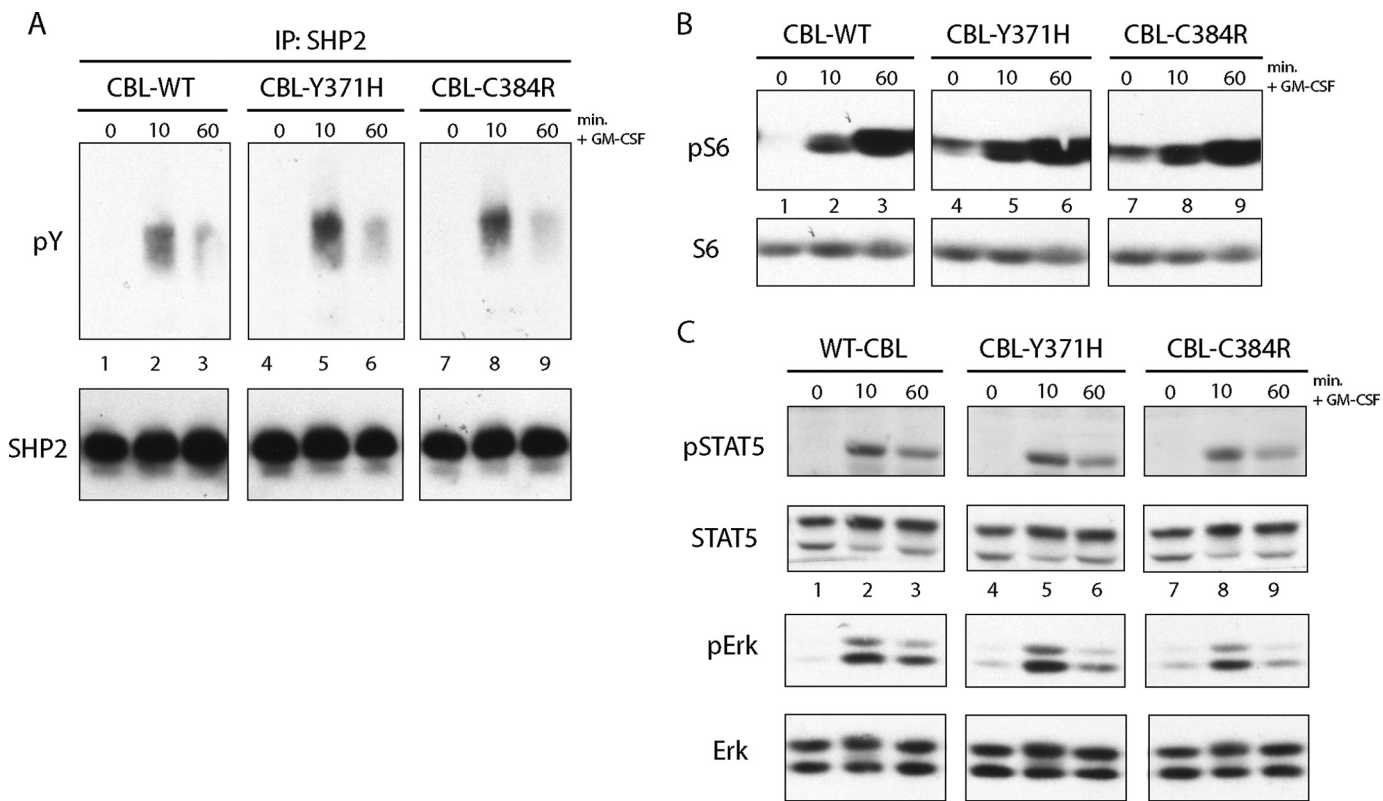 A
IP: SHP2
CBL-WT CBL-Y371H CBL-C384R
0 10 60 0 10 60 0 10 60 min. + GM-CSF
pY
1 2 3 4 5 6 7 8 9
SHP2
B
CBL-WT CBL-Y371H CBL-C384R
0 10 60 0 10 60 0 10 60 min. + GM-CSF
pS6
1 2 3 4 5 6 7 8 9
S6
C
WT-CBL CBL-Y371H CBL-C384R
0 10 60 0 10 60 0 10 60 min. + GM-CSF
pSTAT5
STAT5
1 2 3 4 5 6 7 8 9
pErk
Erk